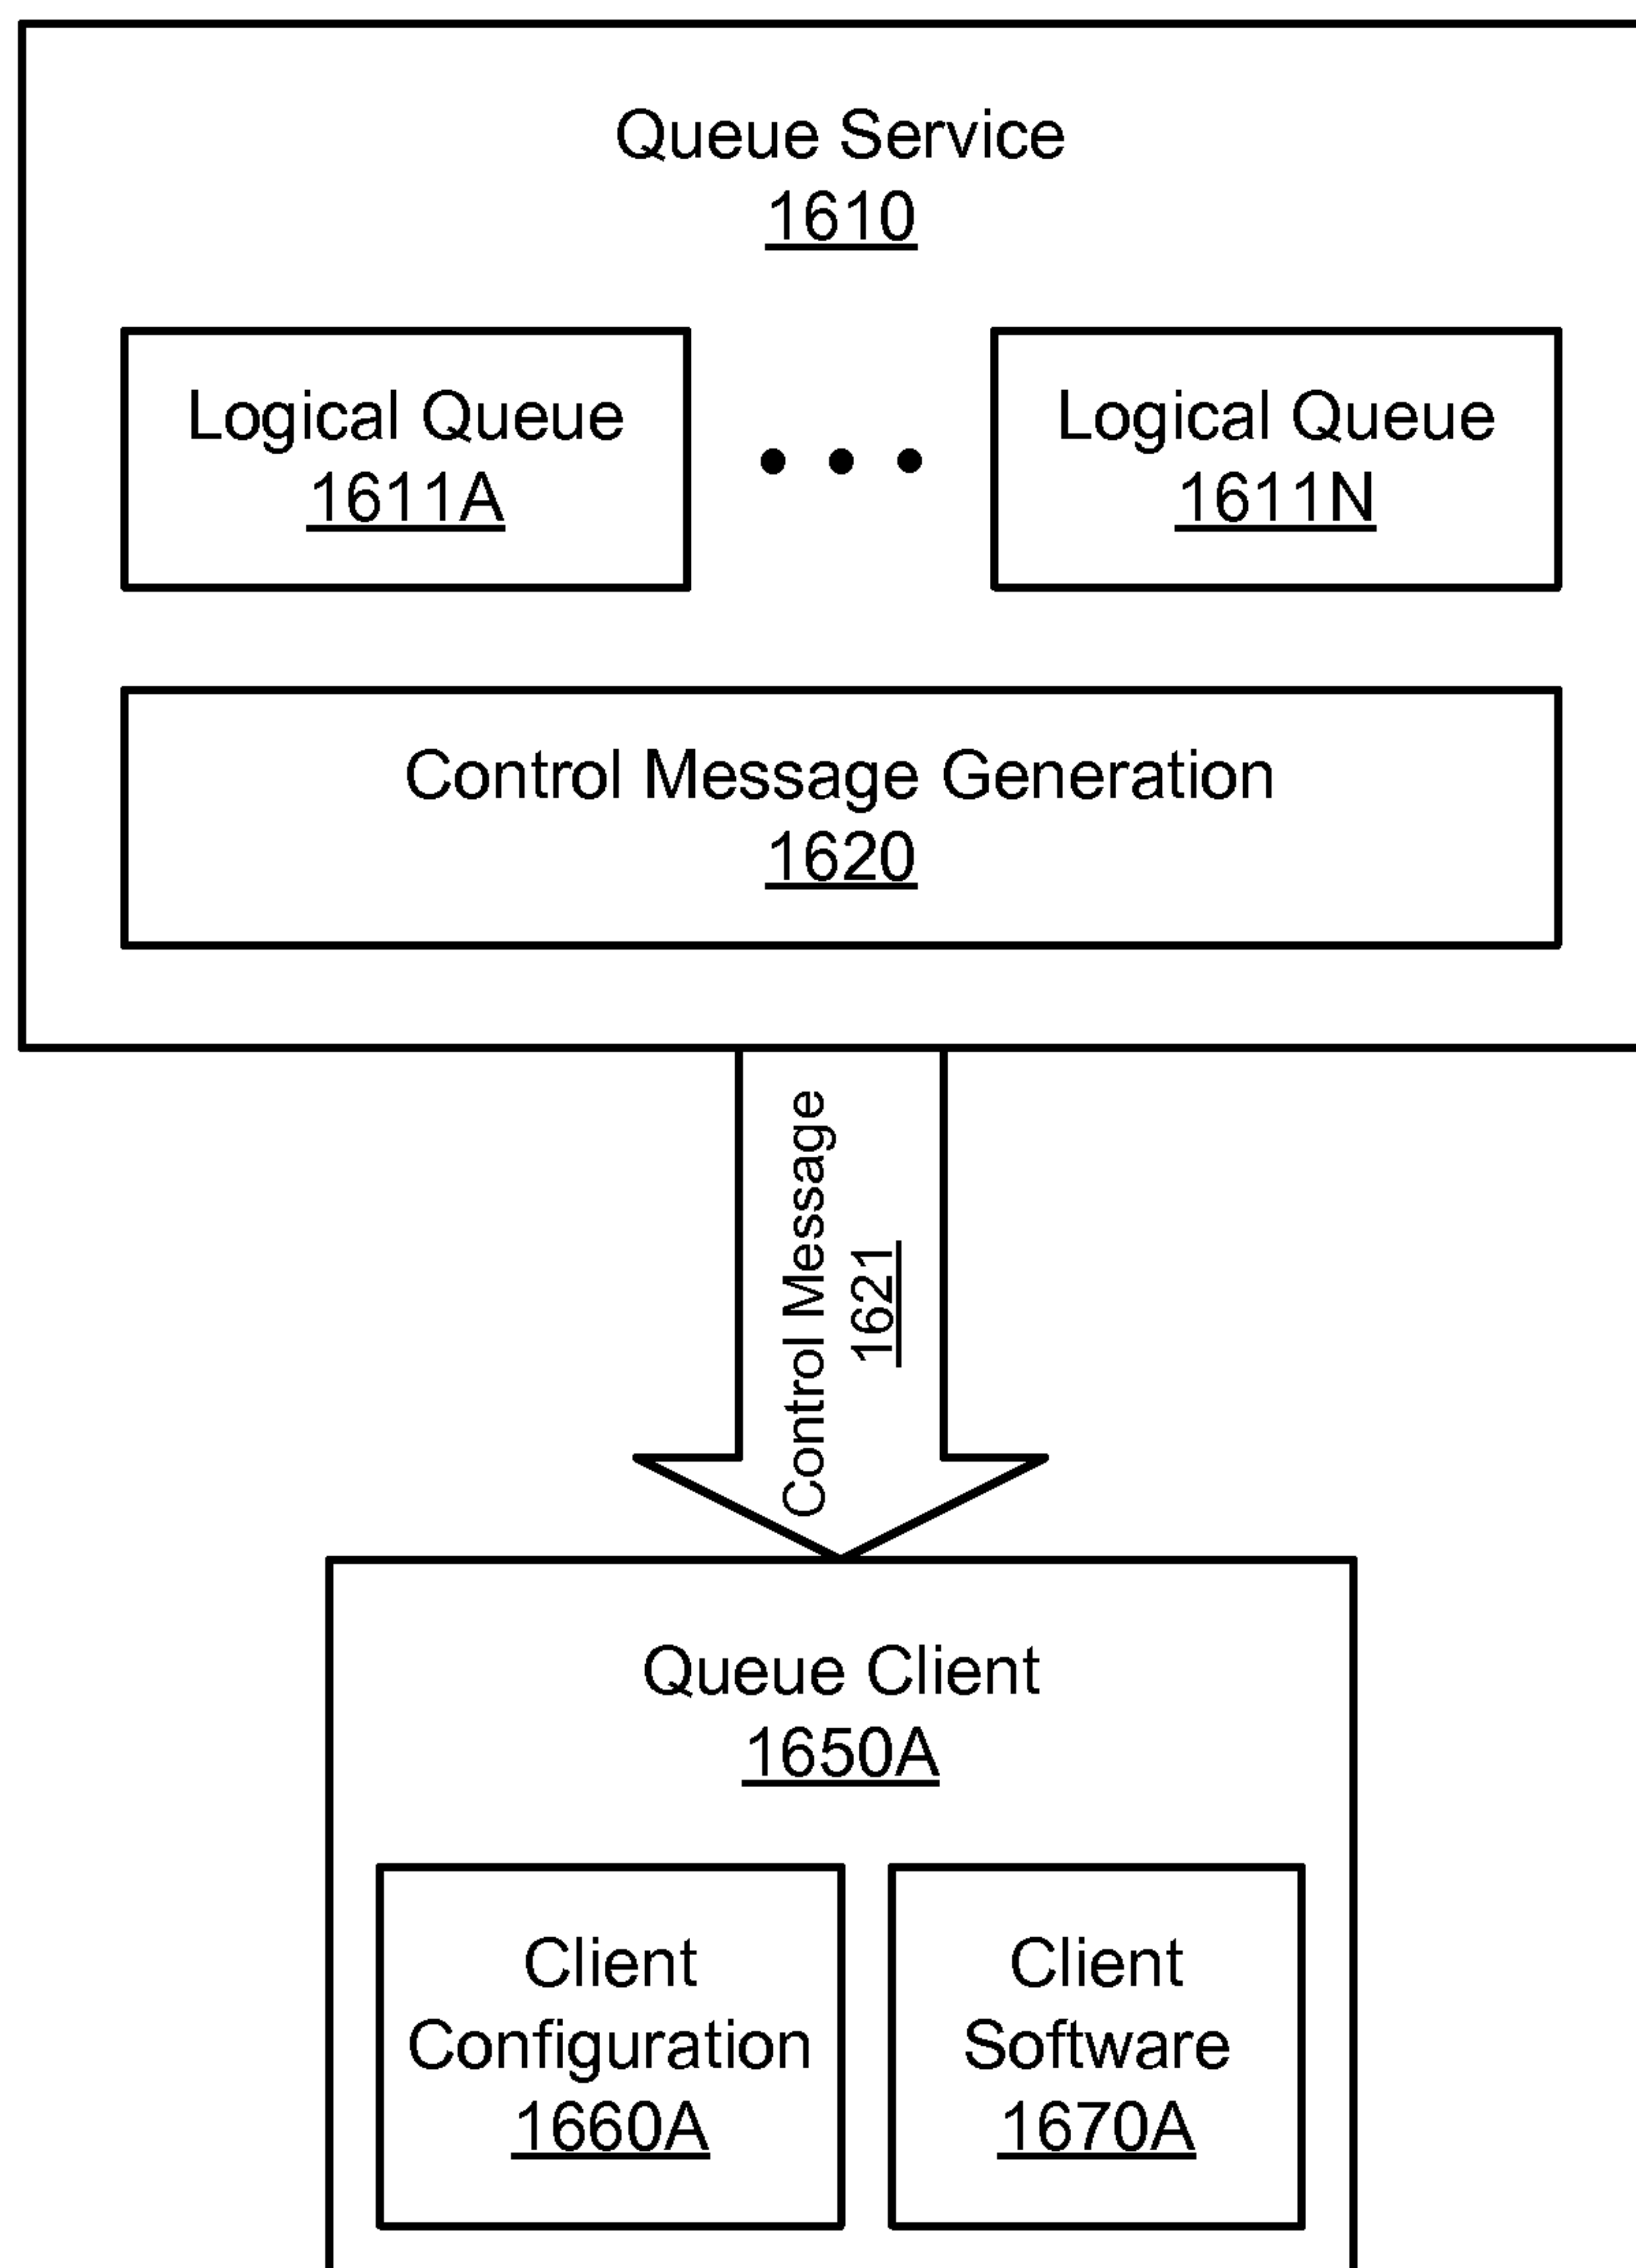 Queue Service
1610
Logical Queue
1611A
Logical Queue
1611N
Control Message Generation
1620
Control Message
1621
Queue Client
1650A
Client
Configuration
1660A
Client
Software
1670A